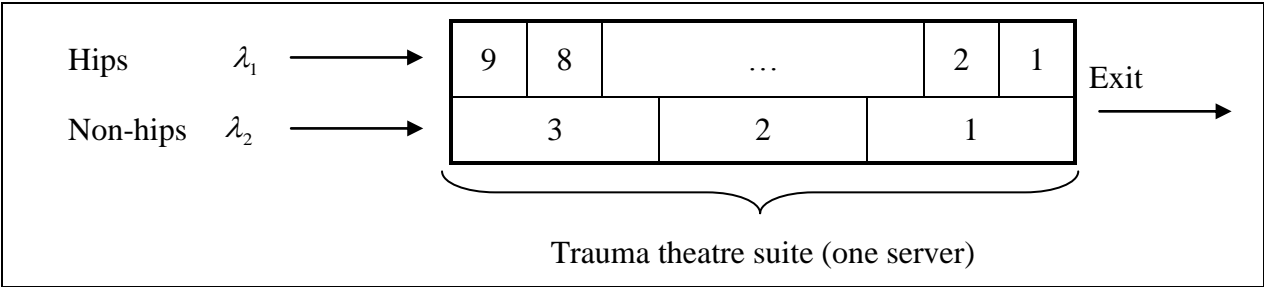 Hips λ₁ 9 8 … 2 1
Exit
Non-hips λ₂ 3 2 1
Trauma theatre suite (one server)